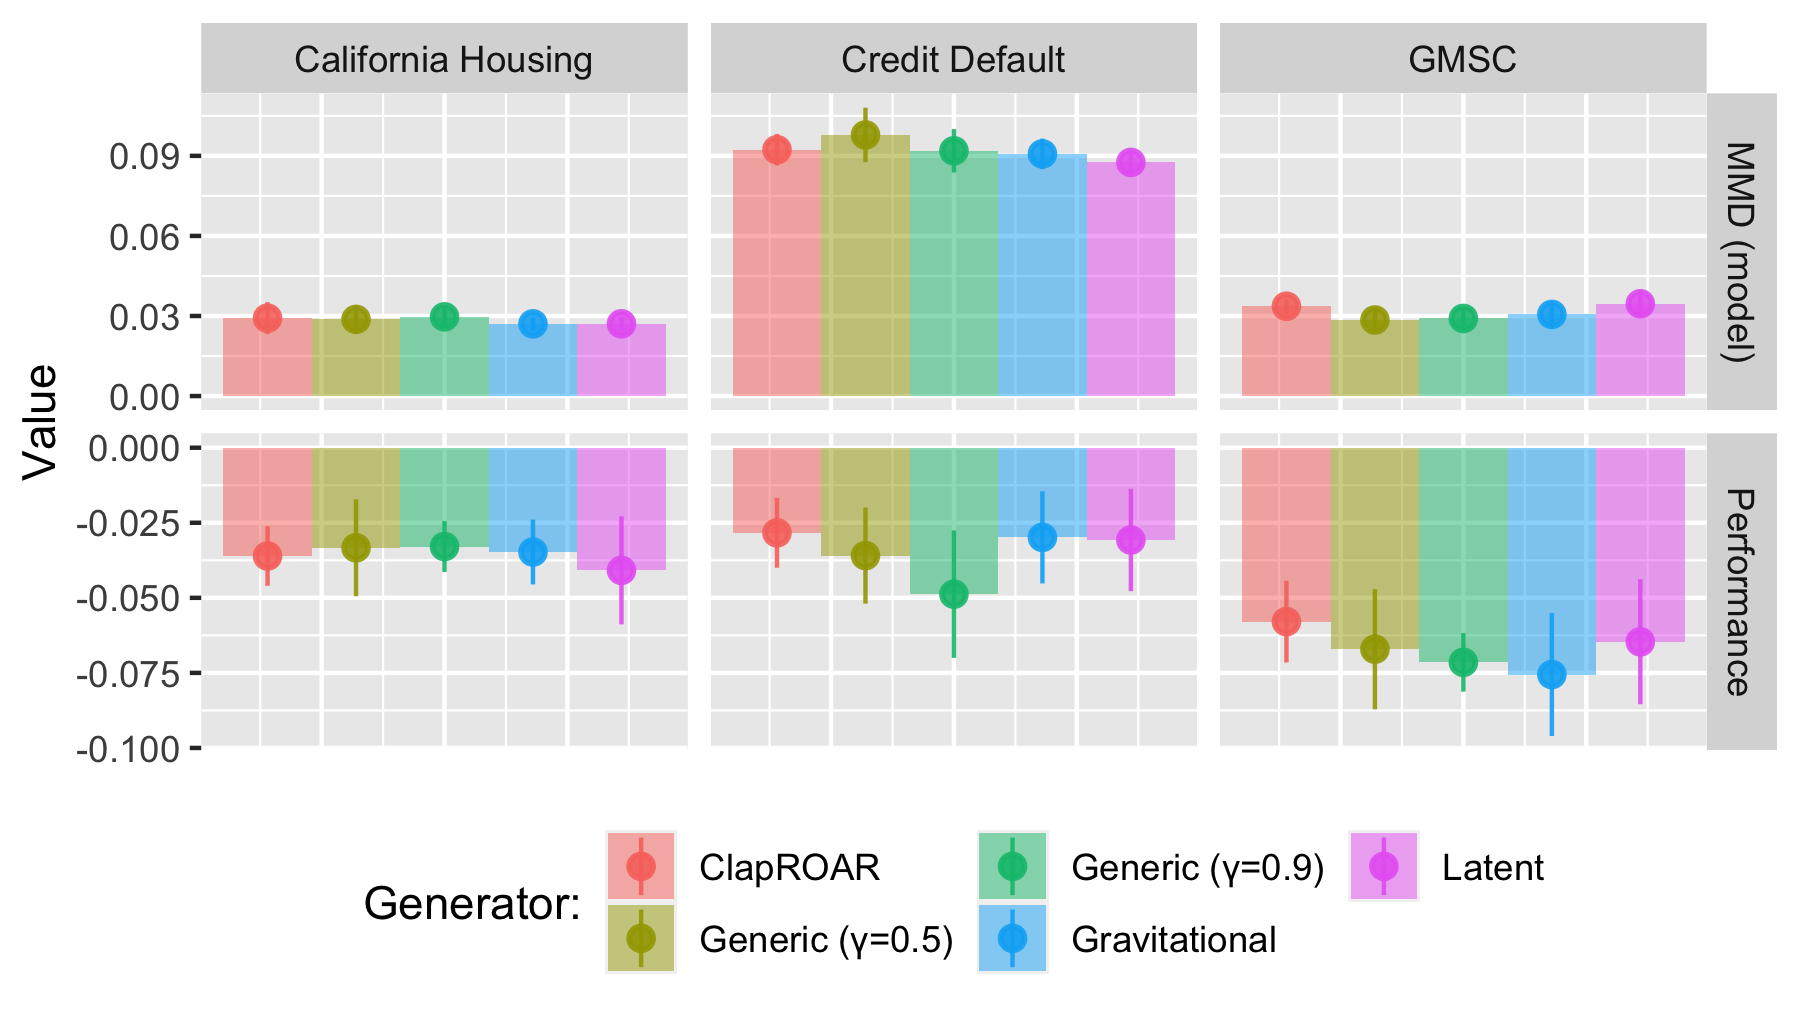 California Housing
Credit Default
GMSC
MMD (model)
Performance
Value
0.09
0.06
0.03
0.00
0.000
-0.025
-0.050
-0.075
-0.100
Generator:
ClapROAR
Generic (γ=0.5)
Generic (γ=0.9)
Gravitational
Latent